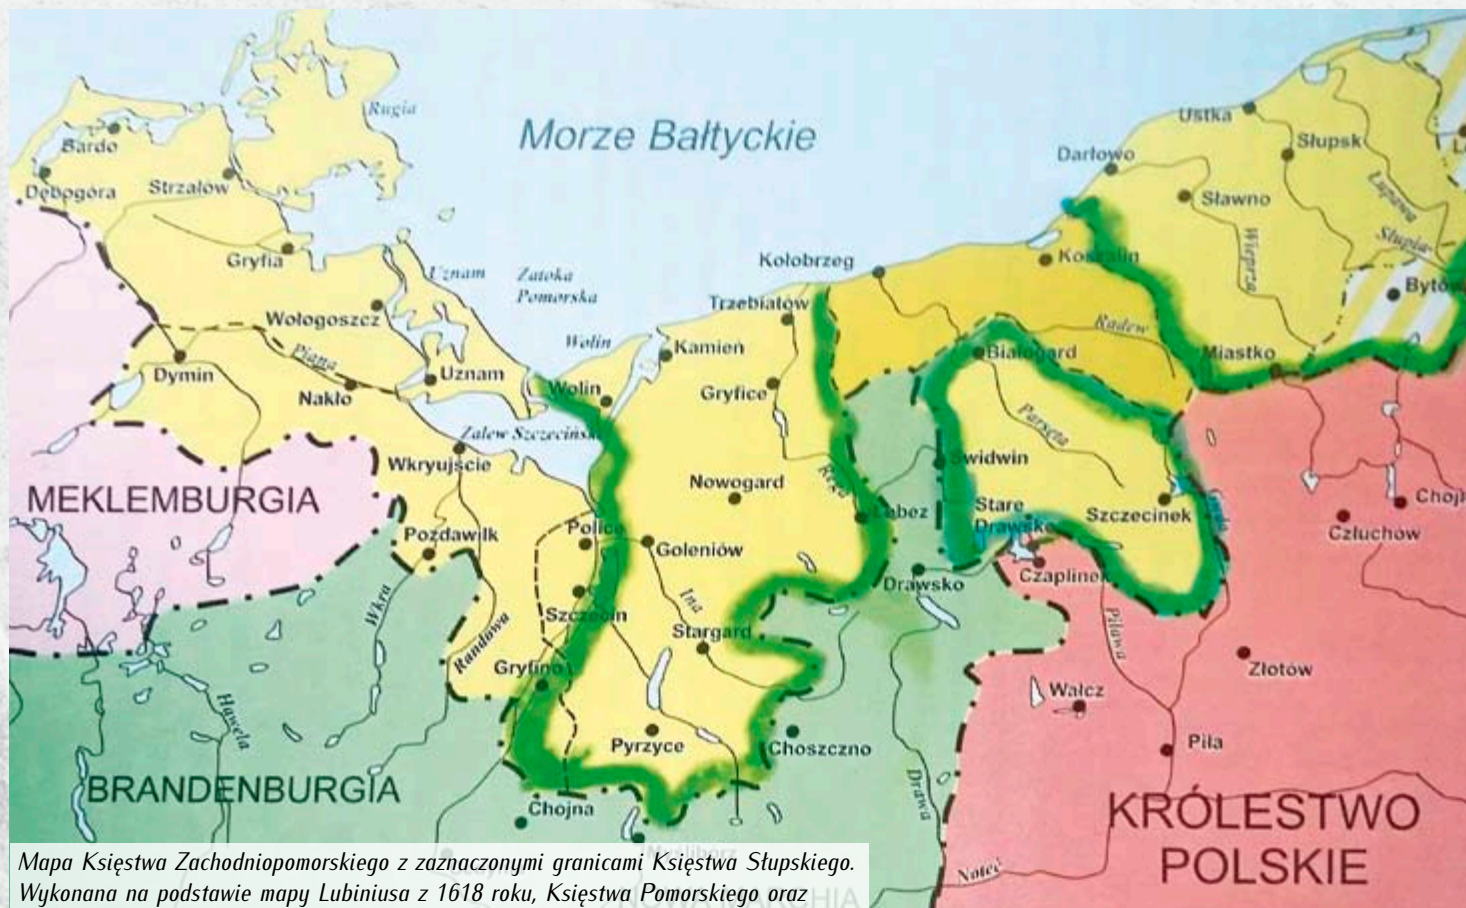 Rugia
Morze Bałtyckie
Bardo
Dębogóra
Strzałów
Gryfia
Uznam
Zatoka
Pomorska
Wołogoszcz
Wolin
Piana
Dymin
Nakło
Uznam
Wolin
Kamień
Trzebiatów
Kołobrzeg
Gryfice
Zalew Szczeciński
Wkryujście
MEKLEMBURGIA
Pozdawilk
Police
Nowogard
Goleniów
Rega
Łobez
Wkra
Randowa
Szczecin
Ina
Stargard
Gryfino
Pyrzyce
Hawela
BRANDENBURGIA
Chojna
Choszczno
Ustka
Słupsk
Darłowo
Sławno
Łupawa
Słupia
Wieprza
Koszalin
Radew
Białogard
Miastko
Parsęta
Świdwin
Stare
Drawsko
Szczecinek
Gwda
Czaplinek
Drawsko
Człuchów
Piława
Złotów
Wałcz
Piła
Drawa
Noteć
KRÓLESTWO
POLSKIE
Mapa Księstwa Zachodniopomorskiego z zaznaczonymi granicami Księstwa Słupskiego.
Wykonana na podstawie mapy Lubiniusa z 1618 roku, Księstwa Pomorskiego oraz